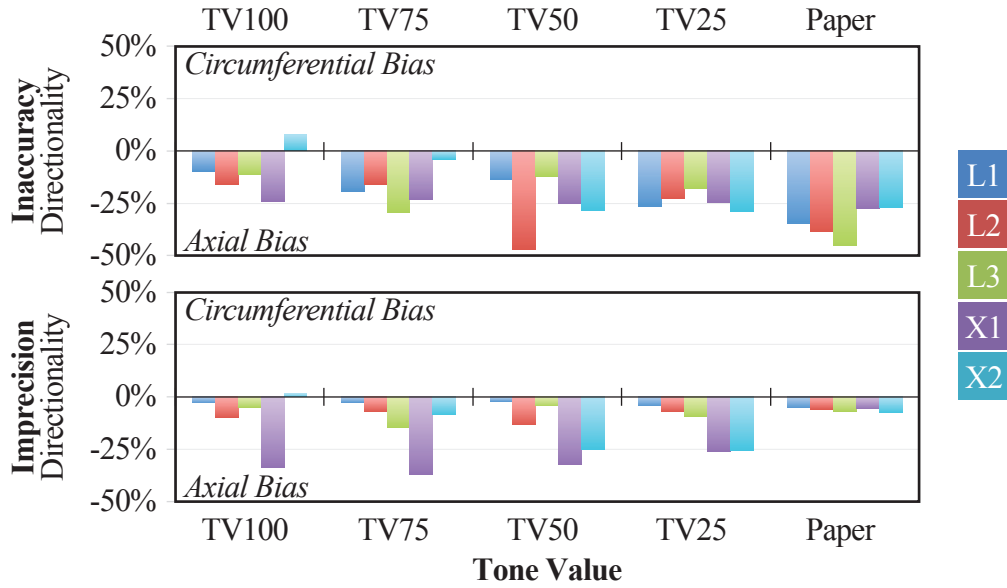 TV100 TV75 TV50 TV25 Paper
Inaccuracy
Directionality
50%
25%
0%
-25%
-50%
Circumferential Bias
Axial Bias
Imprecision
Directionality
50%
25%
0%
-25%
-50%
Circumferential Bias
Axial Bias
TV100 TV75 TV50 TV25 Paper
Tone Value
L1
L2
L3
X1
X2